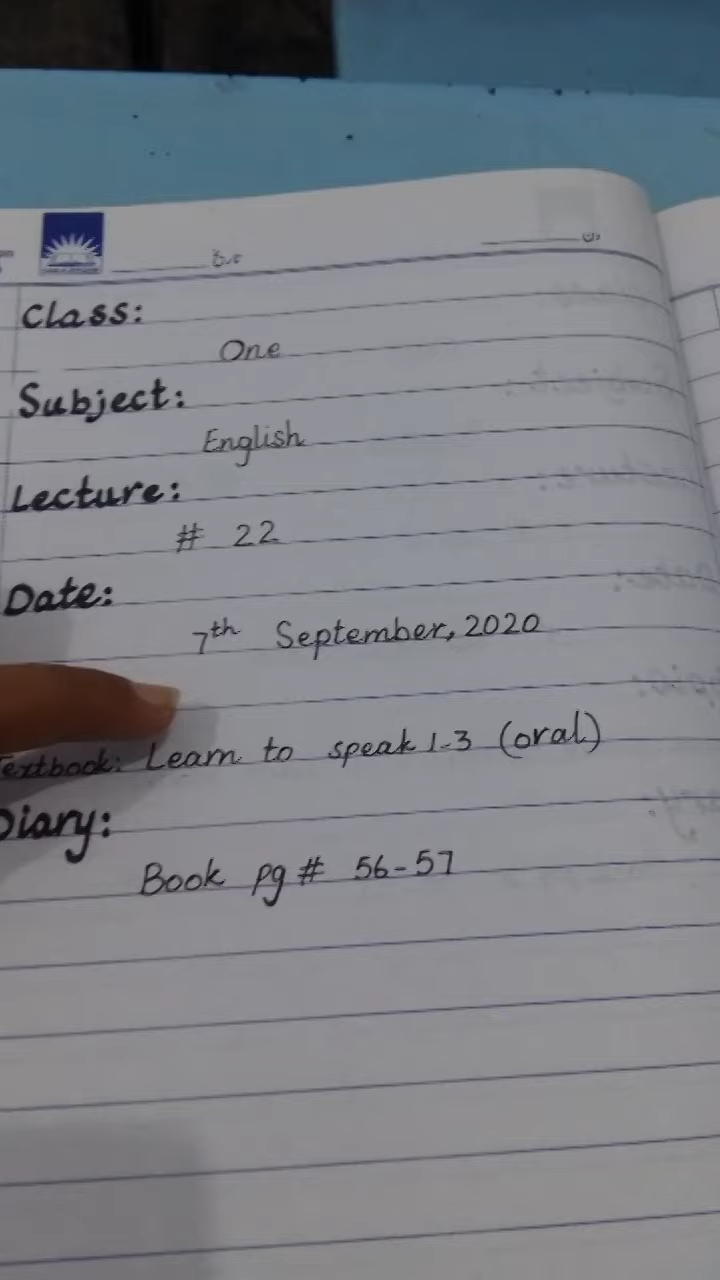 Class:
One
Subject:
English
Lecture:
# 22
Date:
7th September, 2020
Textbook: Learn to speak 1-3 (oral)
Diary:
Book pg # 56-57